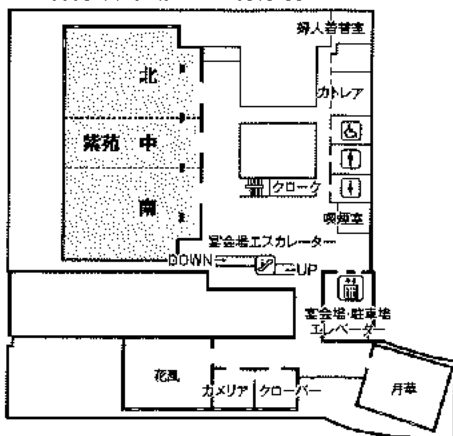 婦人着替室
北
カトレア
紫苑 中
南
クローク
喫煙室
宴会場エスカレーター
DOWN
UP
宴会場・駐車場
エレベーター
花凰
カメリア
クローバー
月華